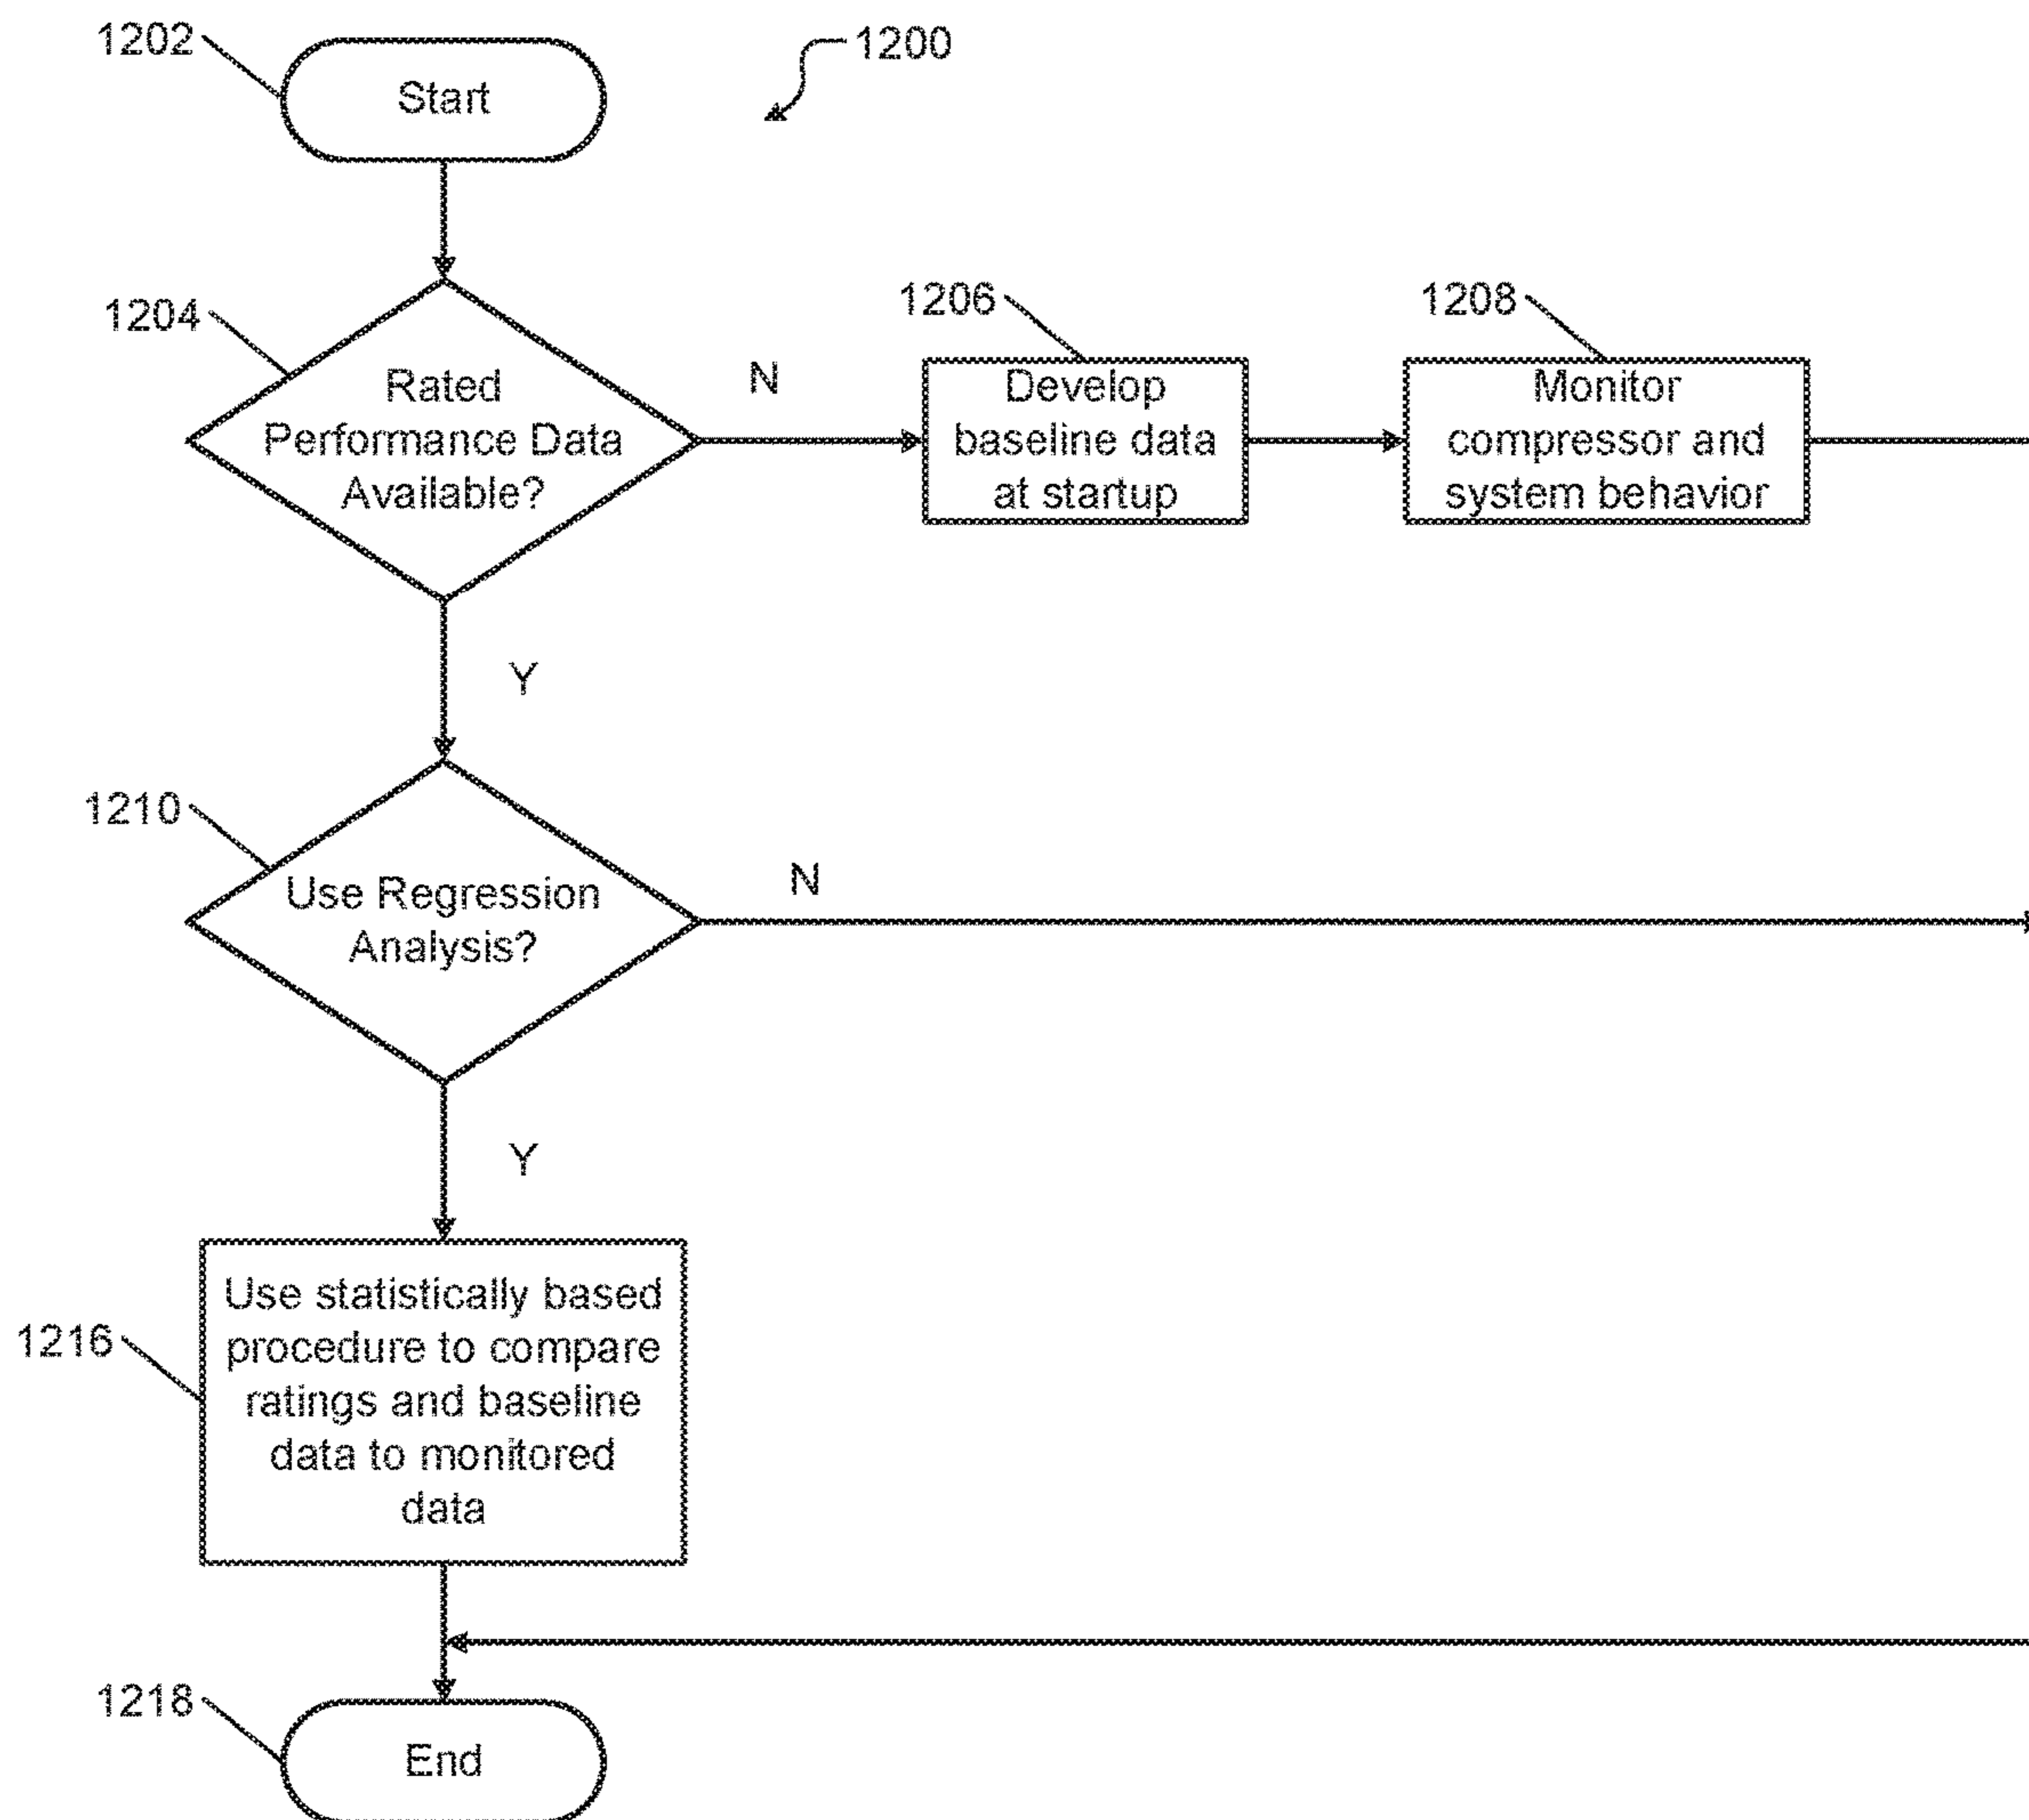 1202
Start
1200
1204
Rated
Performance Data
Available?
N
1206
Develop
baseline data
at startup
1208
Monitor
compressor and
system behavior
Y
1210
Use Regression
Analysis?
N
Y
1216
Use statistically based
procedure to compare
ratings and baseline
data to monitored
data
1218
End